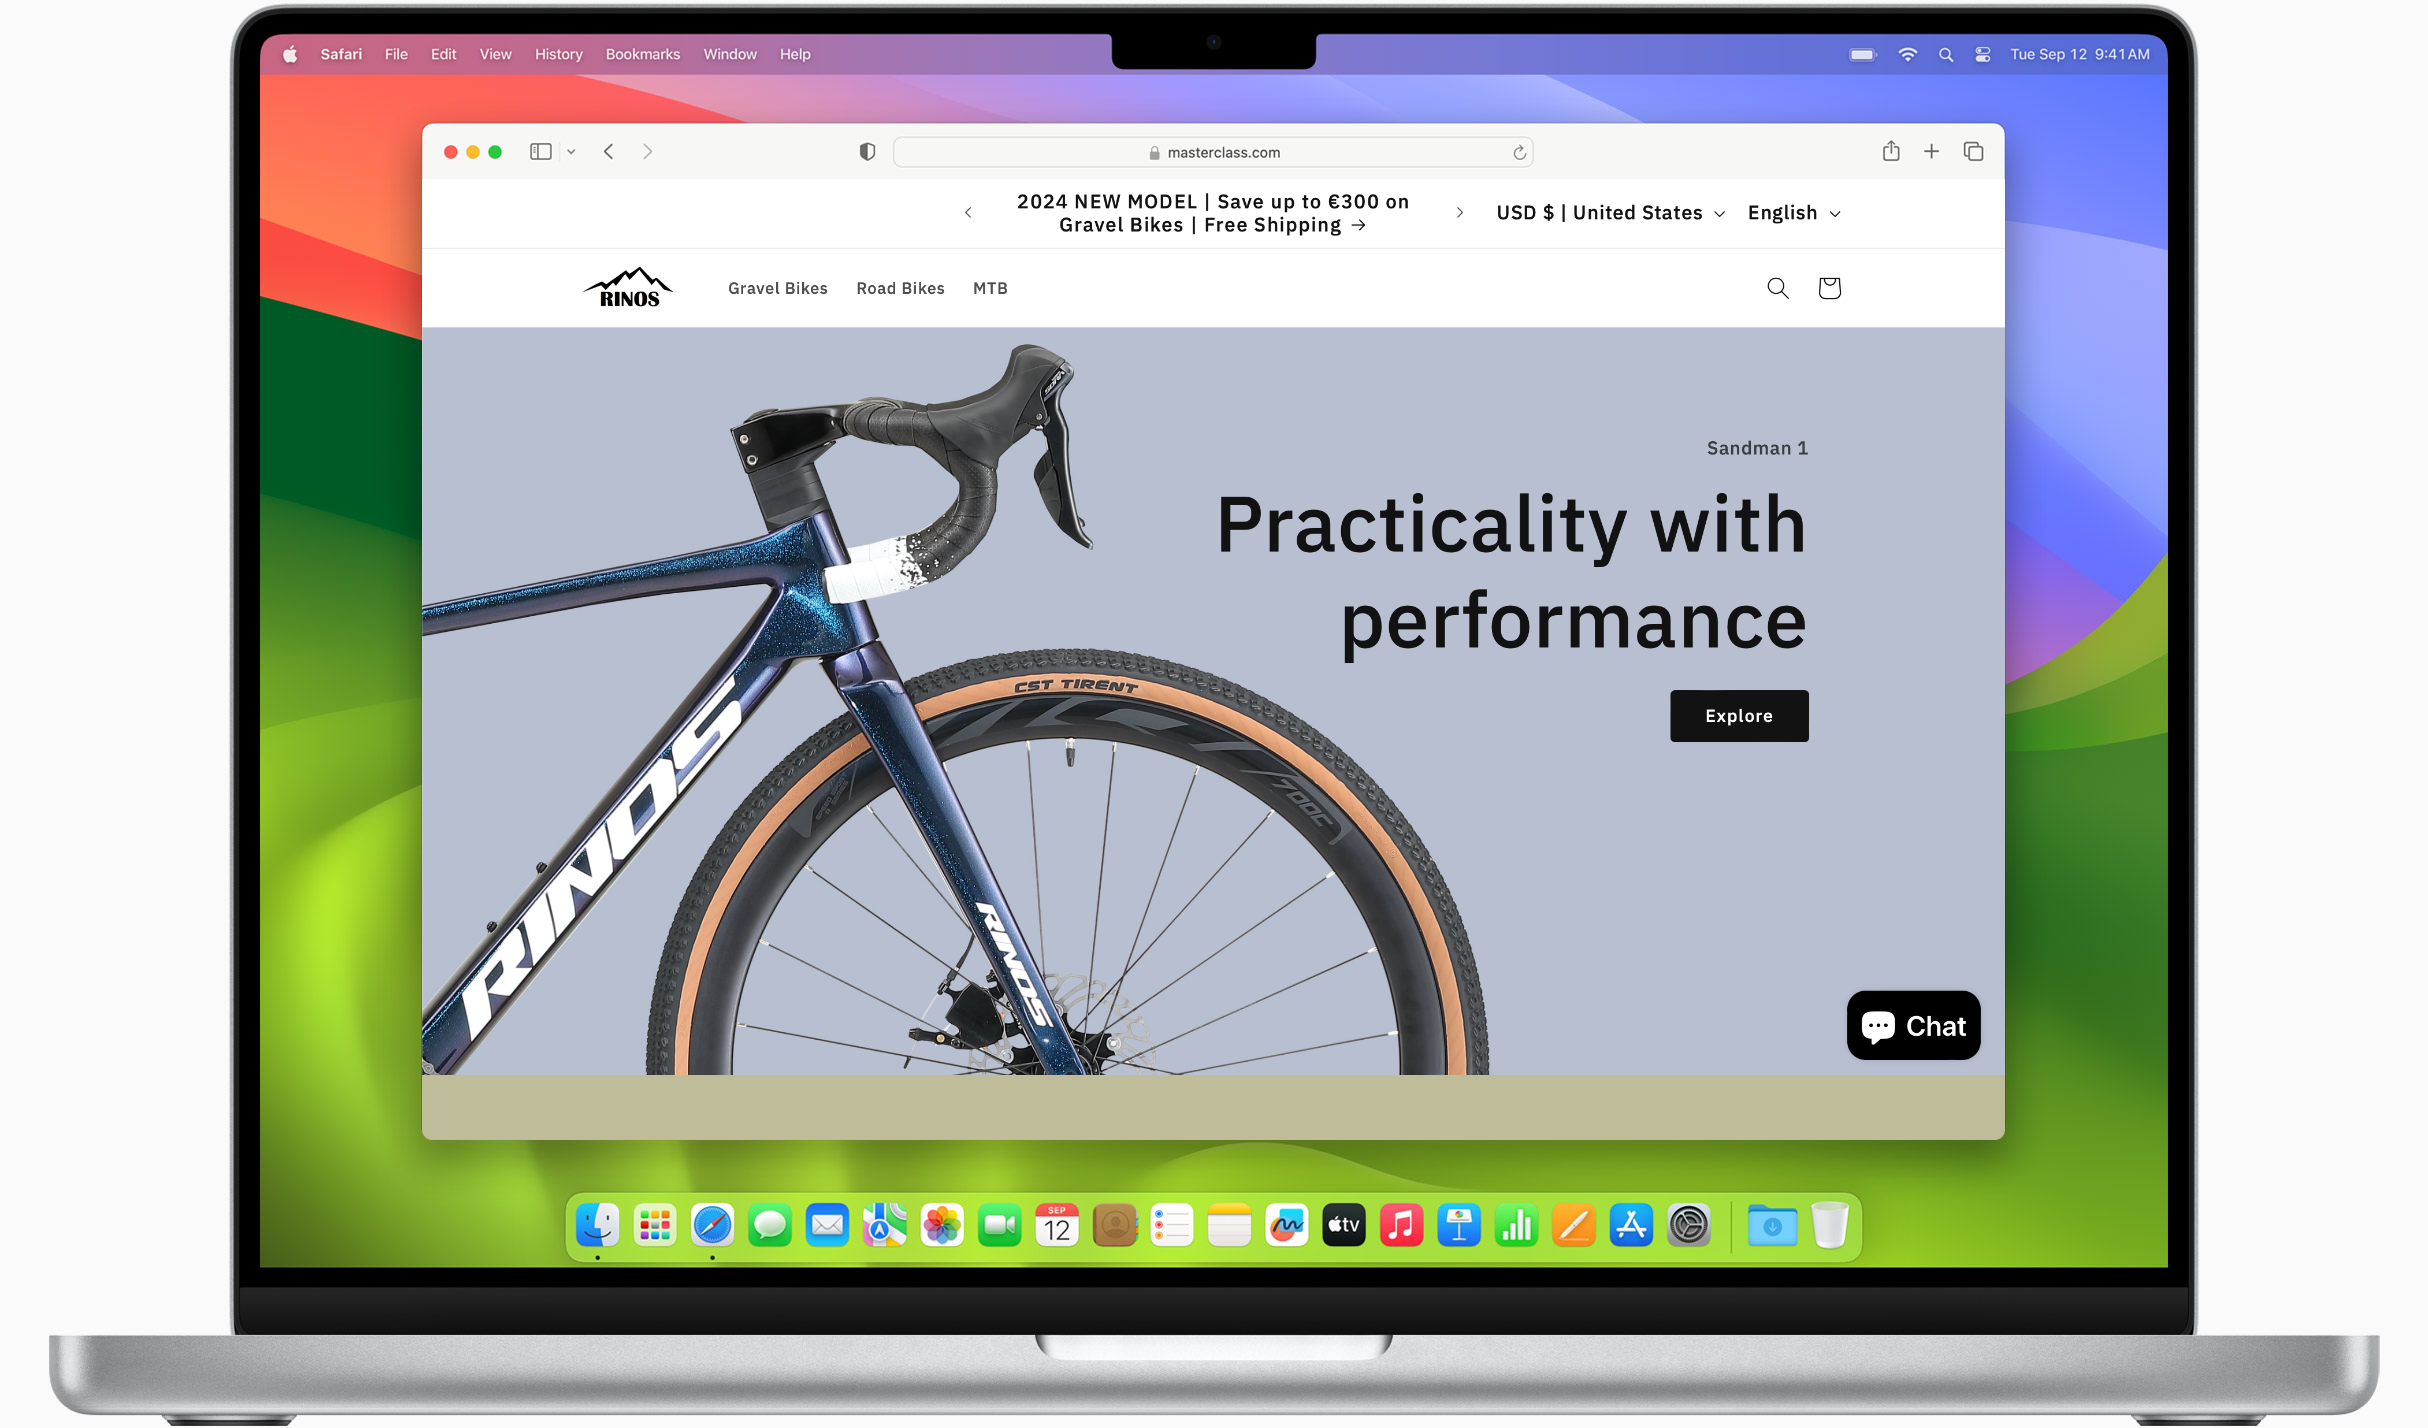 Safari File Edit View History Bookmarks Window Help
Tue Sep 12 9:41 AM
masterclass.com
2024 NEW MODEL | Save up to €300 on
Gravel Bikes | Free Shipping →
USD $ | United States
English
RINOS
Gravel Bikes Road Bikes MTB
Sandman 1
Practicality with
performance
Explore
CST TIRENT
700C
RINOS
RINOS
Chat
SEP
12
tv